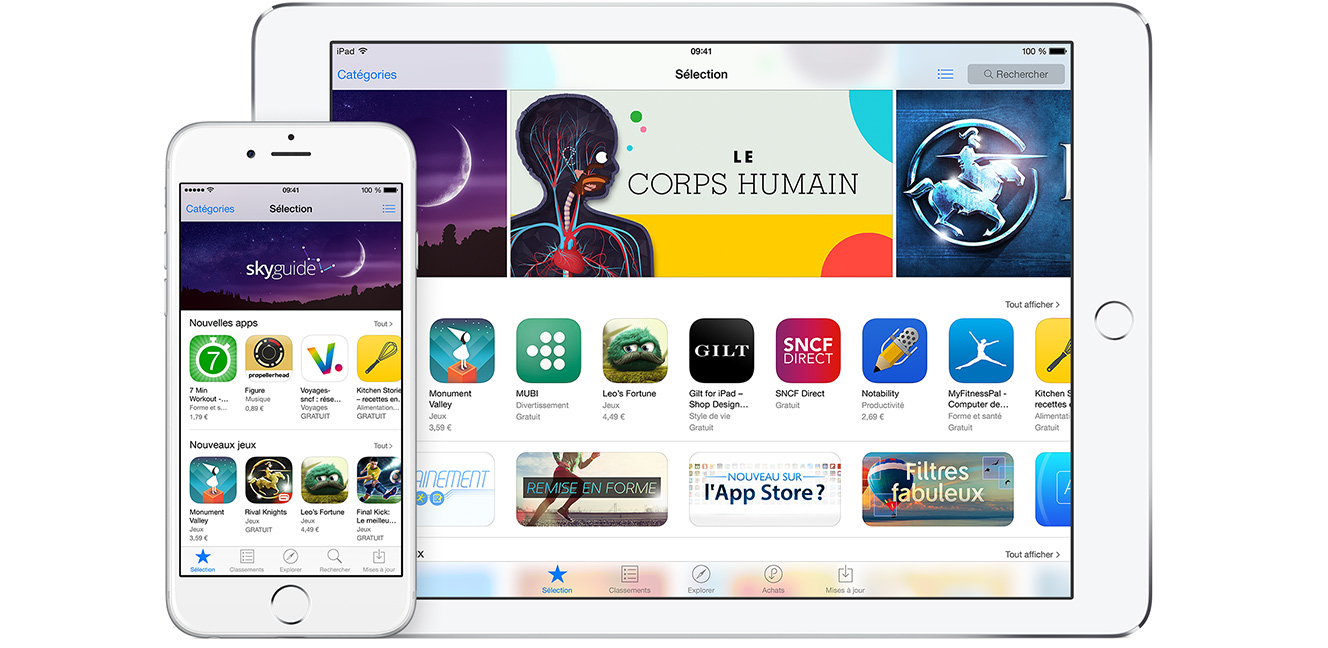 iPad
09:41
100 %
Catégories
Sélection
Rechercher
LE
CORPS HUMAIN
Tout afficher >
Monument
Valley
Jeux
3,59 €
MUBI
Divertissement
Gratuit
Leo's Fortune
Jeux
4,49 €
GILT
Gilt for iPad –
Shop Design...
Style de vie
Gratuit
SNCF
DIRECT
SNCF Direct
Gratuit
Notability
Productivité
2,69 €
MyFitnessPal -
Computer de...
Forme et santé
Gratuit
Kitchen S
recettes e
Alimentati
Gratuit
AINEMENT
REMISE EN FORME
NOUVEAU SUR
l'App Store ?
Filtres
fabuleux
Tout afficher >
Sélection
Classements
Explorer
Achats
Mises à jour
09:41
100 %
Catégories
Sélection
skyguide
Nouvelles apps
Tout >
7
7 Min
Workout -...
Forme et s...
1,79 €
propellerhead
Figure
Musique
0,89 €
Voyages-
sncf : rése...
Voyages
GRATUIT
Kitchen Storie
– recettes en.
Alimentation...
GRATUIT
Nouveaux jeux
Tout >
Monument
Valley
Jeux
3,59 €
Rival Knights
Jeux
GRATUIT
Leo's Fortune
Jeux
4,49 €
Final Kick:
Le meilleu...
Jeux
GRATUIT
Sélection
Classements
Explorer
Rechercher
Mises à jour